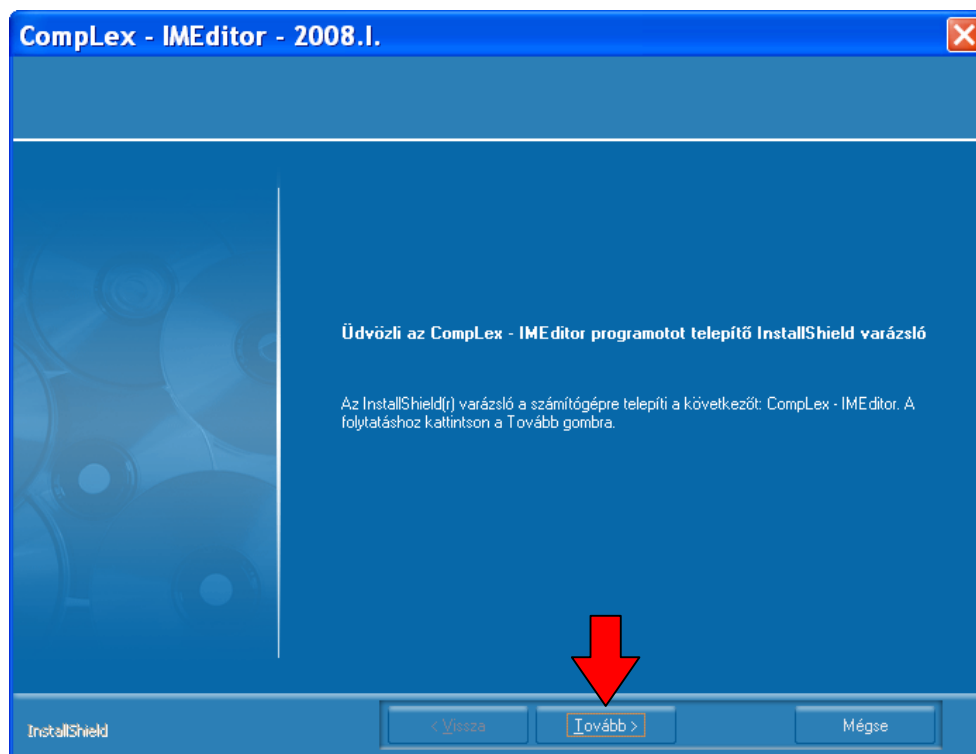 CompLex - IMEditor - 2008.I.
Üdvözli az CompLex - IMEditor programotot telepítő InstallShield varázsló
Az InstallShield(r) varázsló a számítógépre telepíti a következőt: CompLex - IMEditor. A
folytatáshoz kattintson a Tovább gombra.
InstallShield
< Vissza
Tovább >
Mégse